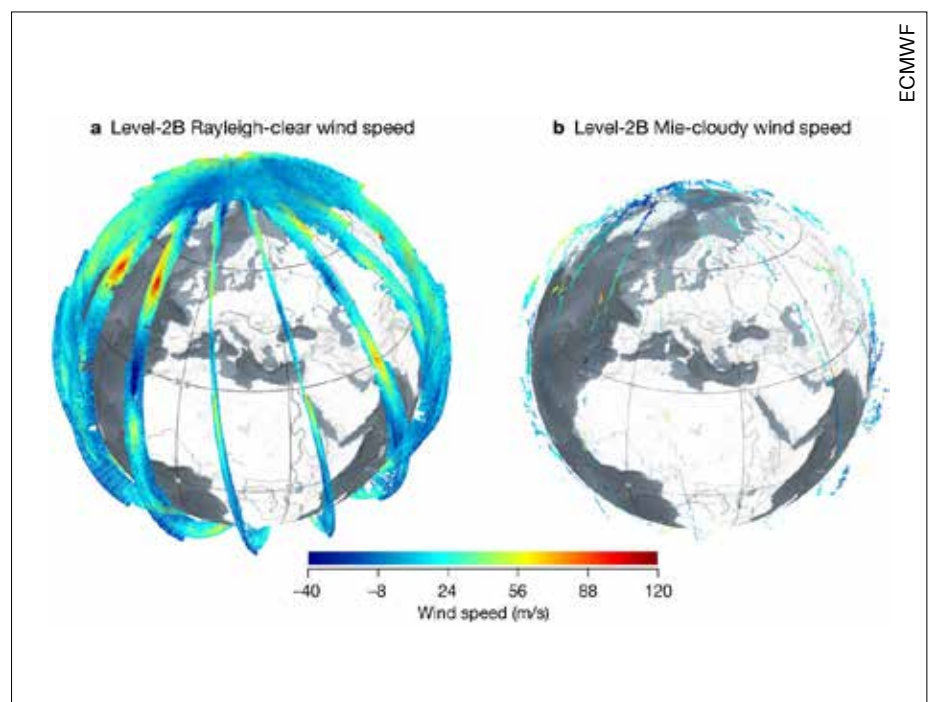 ECMWF
a Level-2B Rayleigh-clear wind speed
b Level-2B Mie-cloudy wind speed
−40 −8 24 56 88 120
Wind speed (m/s)